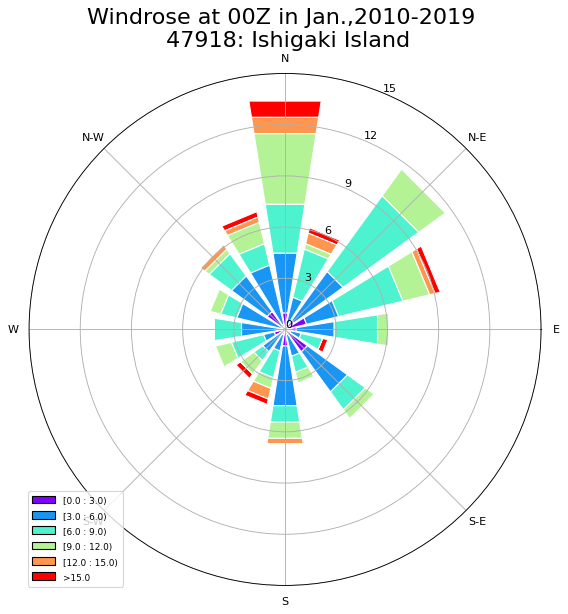 Windrose at 00Z in Jan.,2010-2019
47918: Ishigaki Island
N
15
N-W
N-E
12
9
6
3
W
0
E
S-W
S-E
S
[0.0 : 3.0)
[3.0 : 6.0)
[6.0 : 9.0)
[9.0 : 12.0)
[12.0 : 15.0)
>15.0